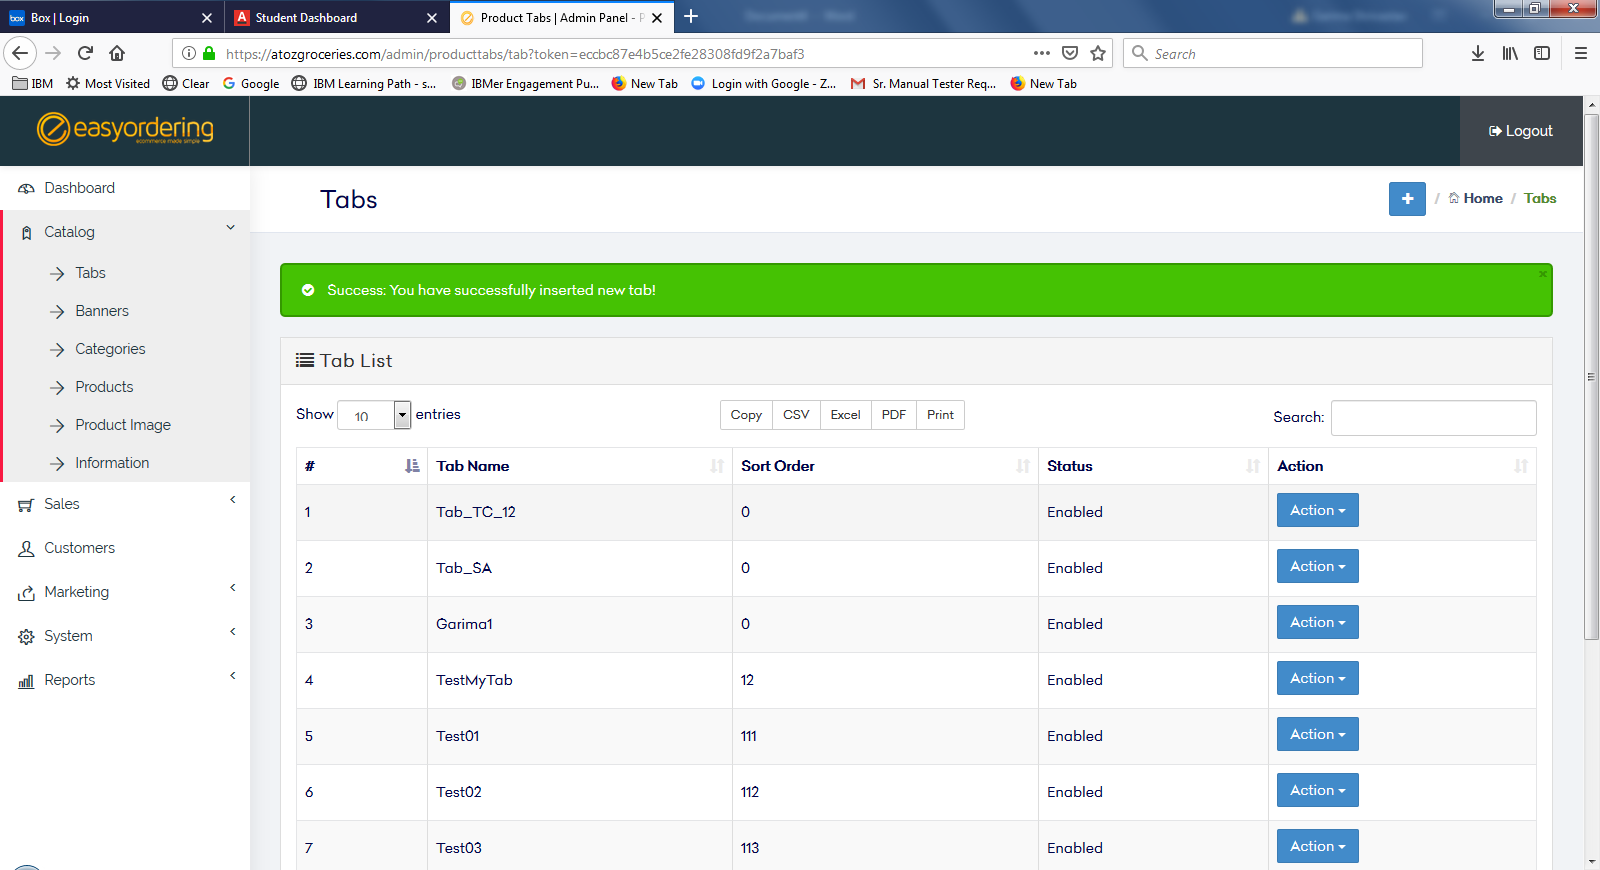 Box | Login
Student Dashboard
Product Tabs | Admin Panel - P
https://atozgroceries.com/admin/producttabs/tab?token=eccbc87e4b5ce2fe28308fd9f2a7baf3
Search
IBM
Most Visited
Clear
Google
IBM Learning Path - s...
IBMer Engagement Pu...
New Tab
Login with Google - Z...
Sr. Manual Tester Req...
New Tab
easyordering
ecommerce made simple
Logout
Dashboard
Catalog
Tabs
Banners
Categories
Products
Product Image
Information
Sales
Customers
Marketing
System
Reports
Tabs
/ Home / Tabs
Success: You have successfully inserted new tab!
Tab List
Show 10 entries
Copy CSV Excel PDF Print
Search:
# Tab Name Sort Order Status Action
1 Tab_TC_12 0 Enabled Action
2 Tab_SA 0 Enabled Action
3 Garima1 0 Enabled Action
4 TestMyTab 12 Enabled Action
5 Test01 111 Enabled Action
6 Test02 112 Enabled Action
7 Test03 113 Enabled Action